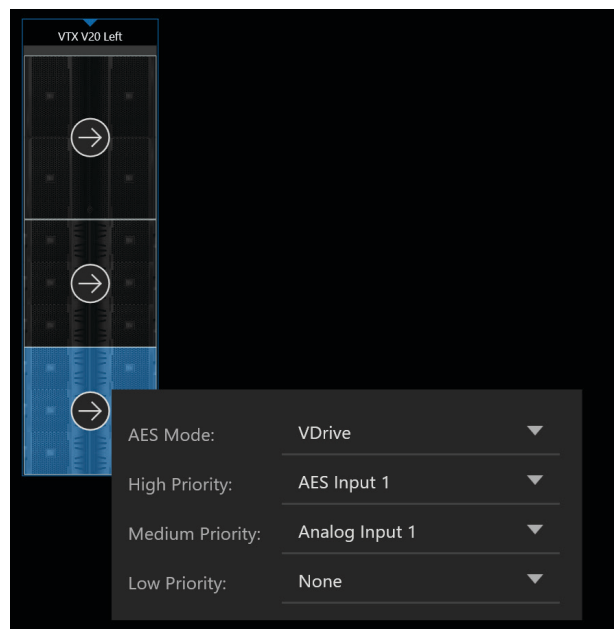 VTX V20 Left
AES Mode: VDrive
High Priority: AES Input 1
Medium Priority: Analog Input 1
Low Priority: None